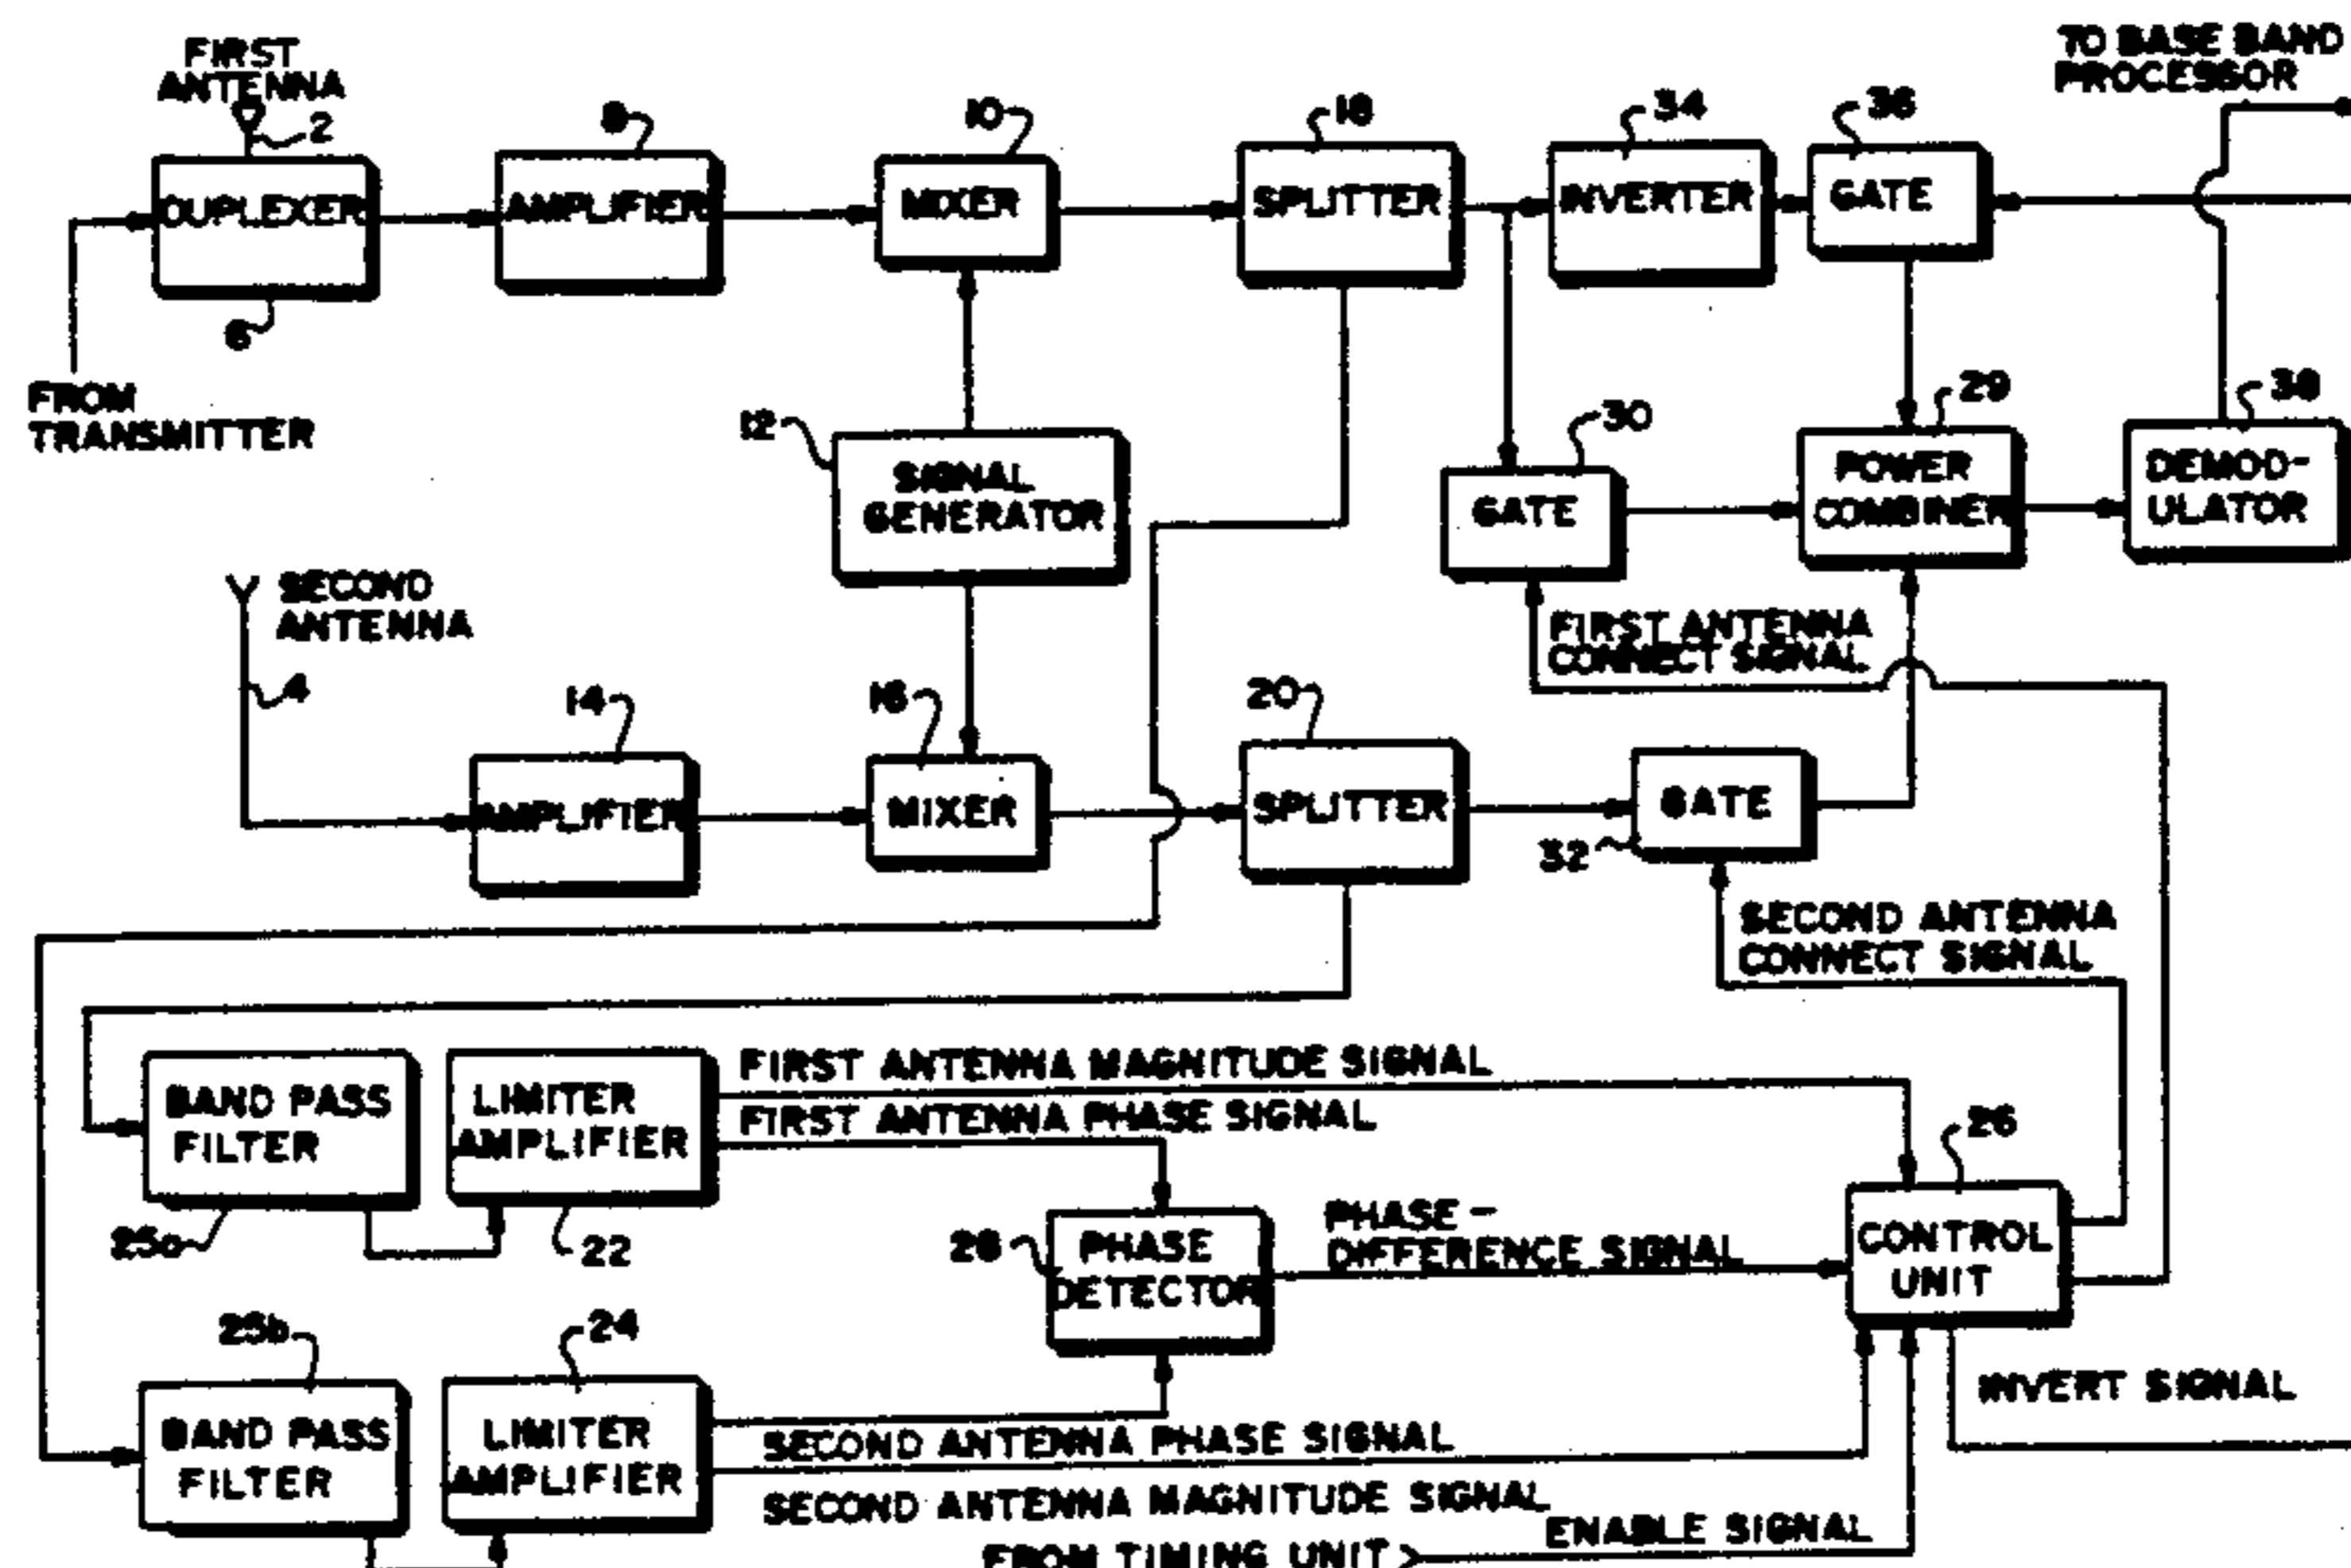 FIRST
ANTENNA
2
8
10
18
34
36
TO BASE BAND
PROCESSOR
DUPLEXER
AMPLIFIER
MIXER
SPLITTER
INVERTER
GATE
6
FROM
TRANSMITTER
12
SIGNAL
GENERATOR
30
GATE
29
POWER
COMBINER
38
DEMOD-
ULATOR
SECOND
ANTENNA
4
FIRST ANTENNA
CONNECT SIGNAL
14
16
20
AMPLIFIER
MIXER
SPLITTER
GATE
32
SECOND ANTENNA
CONNECT SIGNAL
BAND PASS
FILTER
25a
LIMITER
AMPLIFIER
22
FIRST ANTENNA MAGNITUDE SIGNAL
FIRST ANTENNA PHASE SIGNAL
26
28
PHASE
DETECTOR
PHASE-
DIFFERENCE SIGNAL
CONTROL
UNIT
25b
24
BAND PASS
FILTER
LIMITER
AMPLIFIER
INVERT SIGNAL
SECOND ANTENNA PHASE SIGNAL
SECOND ANTENNA MAGNITUDE SIGNAL
ENABLE SIGNAL
FROM TIMING UNIT